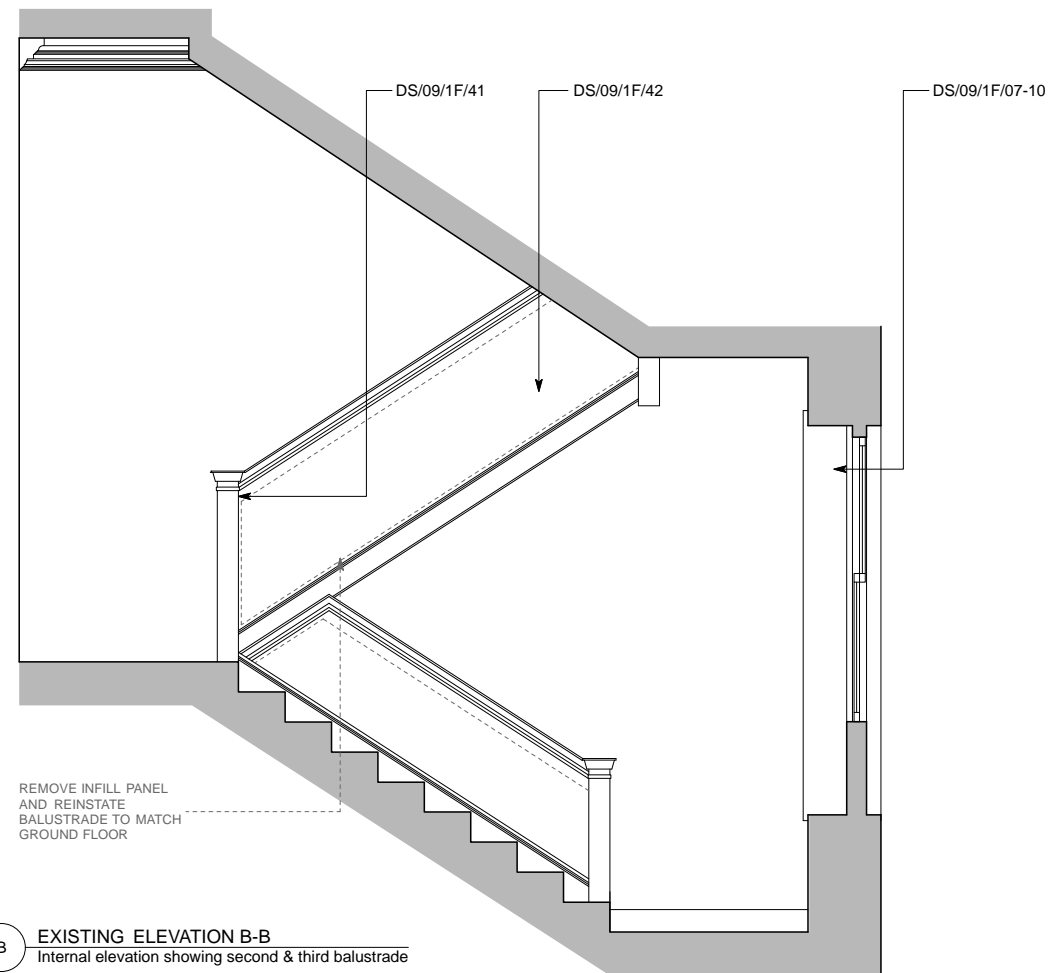 DS/09/1F/41
DS/09/1F/42
DS/09/1F/07-10
REMOVE INFILL PANEL
AND REINSTATE
BALUSTRADE TO MATCH
GROUND FLOOR
B
EXISTING ELEVATION B-B
Internal elevation showing second & third balustrade